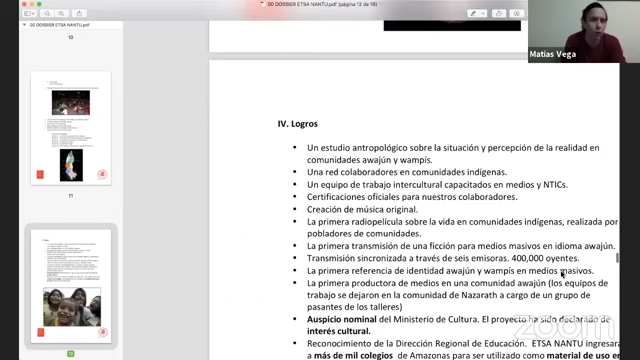 00 DOSSIER ETSA NANTU.pdf (página 12 de 18)
00 DOSSIER ETSA NANTU.pdf
10
11
12
Matias Vega
IV. Logros
• Un estudio antropológico sobre la situación y percepción de la realidad en
comunidades awajún y wampís.
• Una red colaboradores en comunidades indígenas.
• Un equipo de trabajo intercultural capacitados en medios y NTICs.
• Certificaciones oficiales para nuestros colaboradores.
• Creación de música original.
• La primera radiopelícula sobre la vida en comunidades indígenas, realizada por
pobladores de comunidades.
• La primera transmisión de una ficción para medios masivos en idioma awajún.
• Transmisión sincronizada a través de seis emisoras. 400,000 oyentes.
• La primera referencia de identidad awajún y wampís en medios masivos.
• La primera productora de medios en una comunidad awajún (los equipos de
trabajo se dejaron en la comunidad de Nazarath a cargo de un grupo de
pasantes de los talleres)
• Auspicio nominal del Ministerio de Cultura. El proyecto ha sido declarado de
interés cultural.
• Reconocimiento de la Dirección Regional de Educación. ETSA NANTU ingresara
a más de mil colegios de Amazonas para ser utilizado como material de uso en
zoom